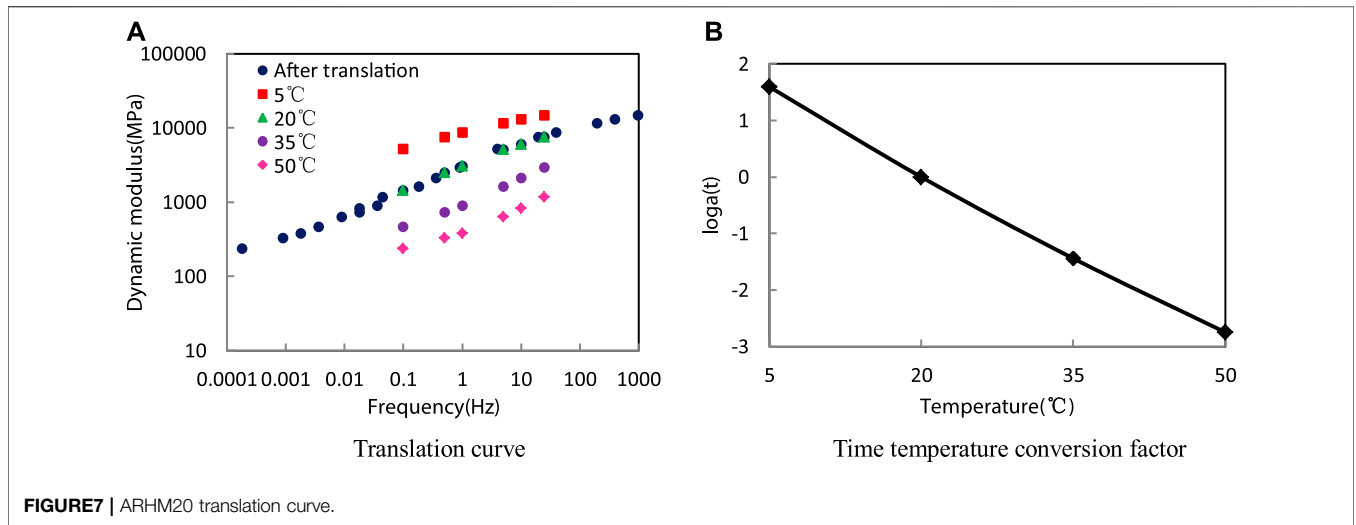 A
100000
10000
1000
100
10
Dynamic modulus(MPa)
After translation
5℃
20℃
35℃
50℃
0.0001 0.001 0.01 0.1 1 10 100 1000
Frequency(Hz)
Translation curve
B
2
1
0
-1
-2
-3
loga(t)
5 20 35 50
Temperature(℃)
Time temperature conversion factor
FIGURE7 | ARHM20 translation curve.